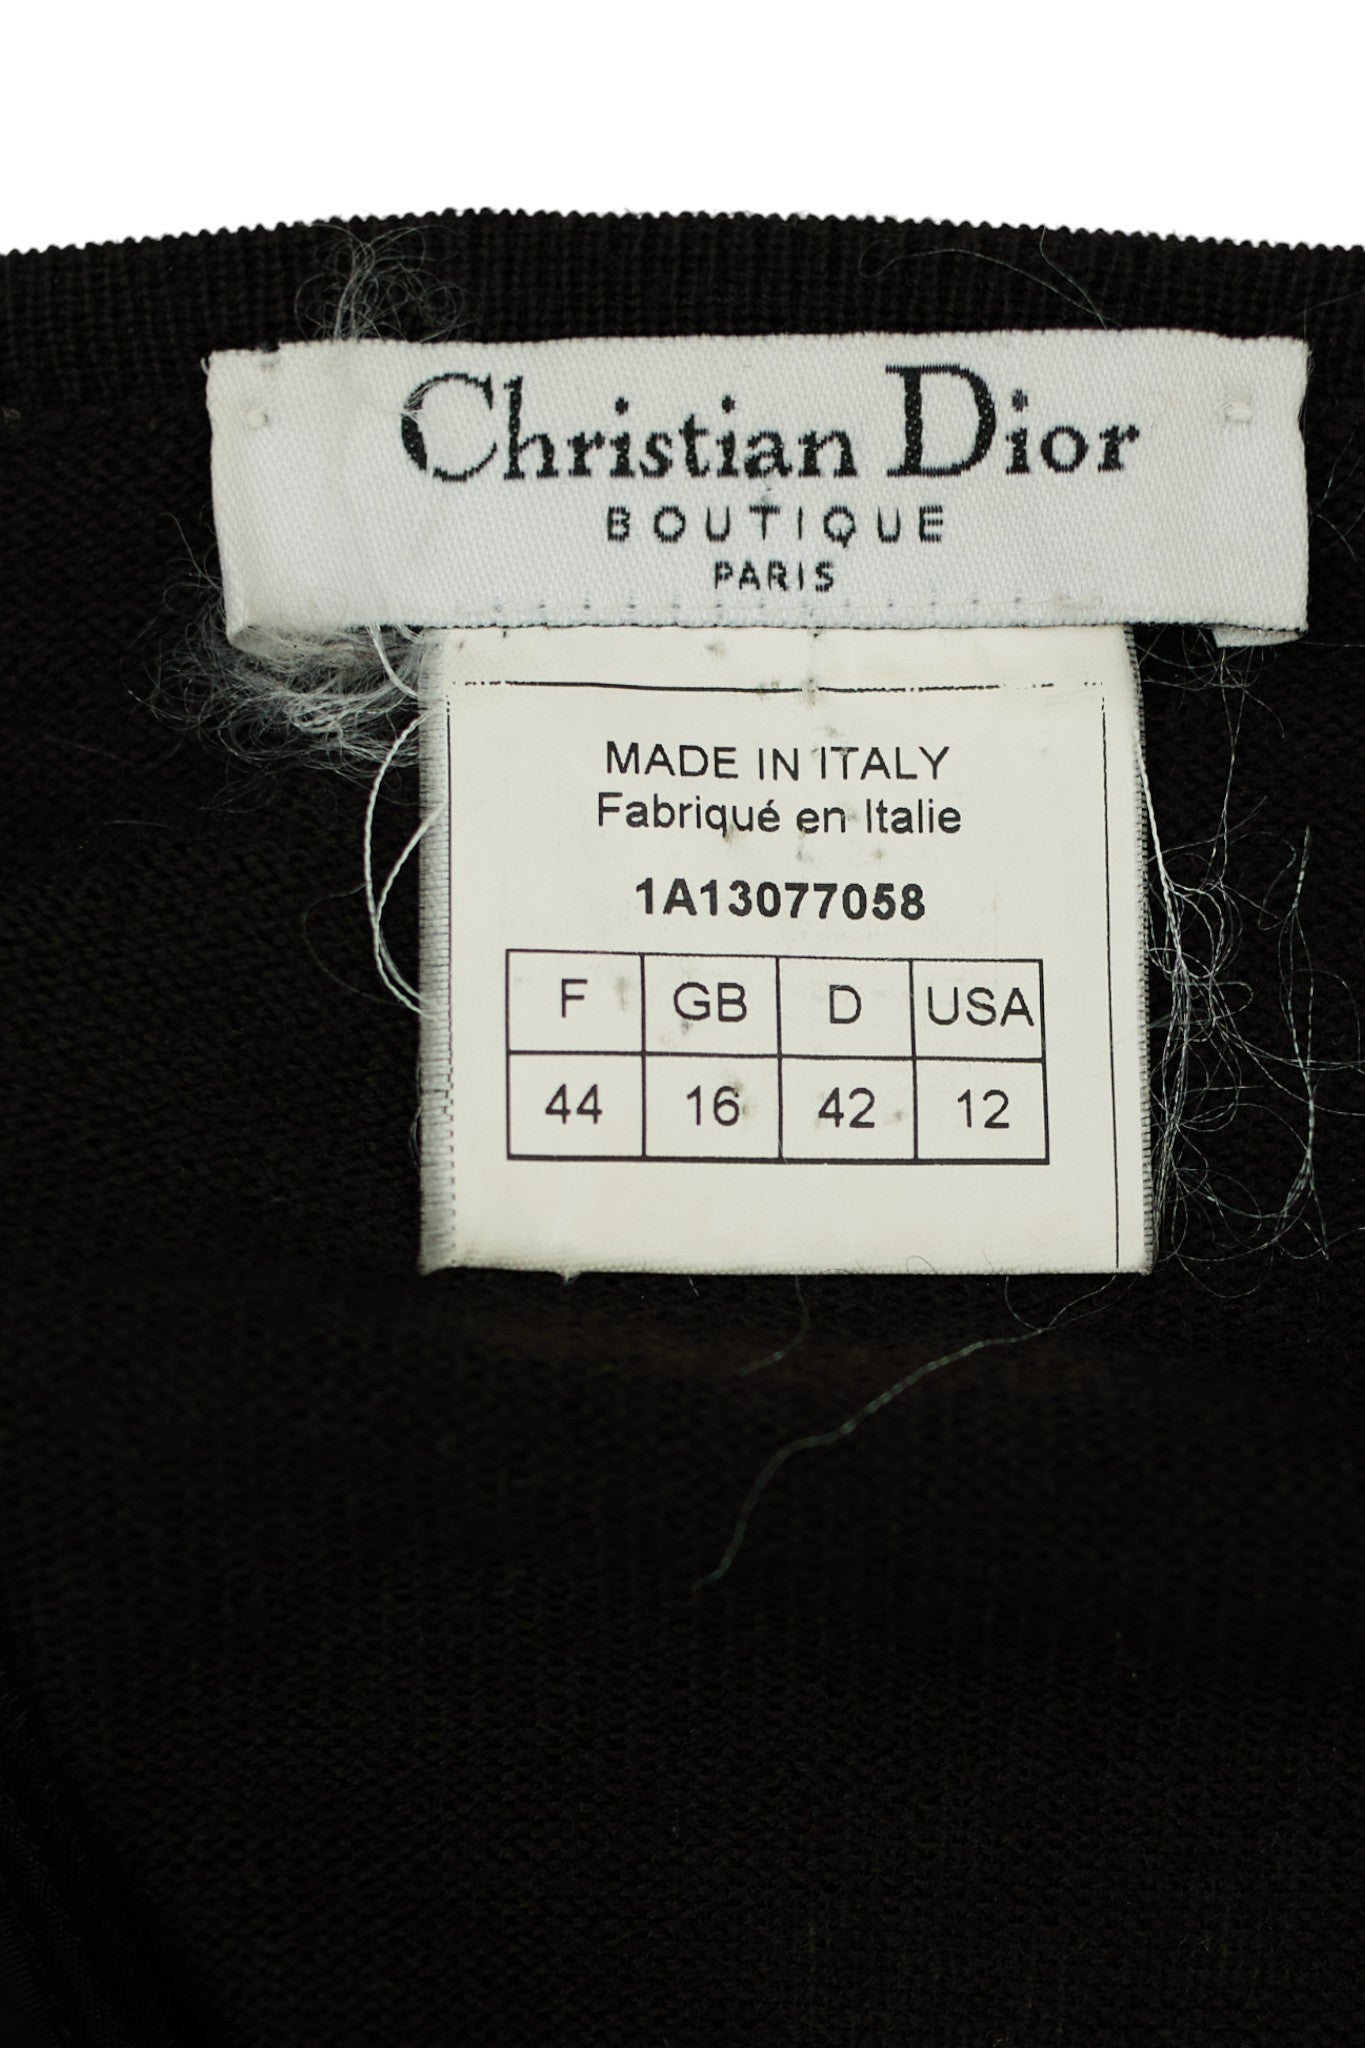 Christian Dior
BOUTIQUE
PARIS
MADE IN ITALY
Fabriqué en Italie
1A13077058
F GB D USA
44 16 42 12